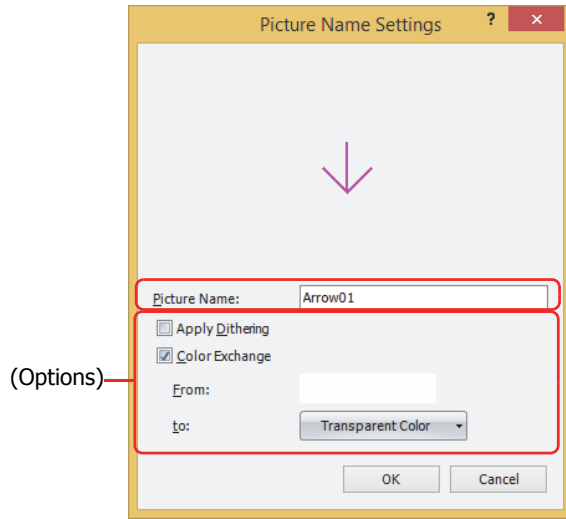 Picture Name Settings ? ×
Picture Name: Arrow01
Apply Dithering
Color Exchange
(Options)
From:
to: Transparent Color
OK Cancel